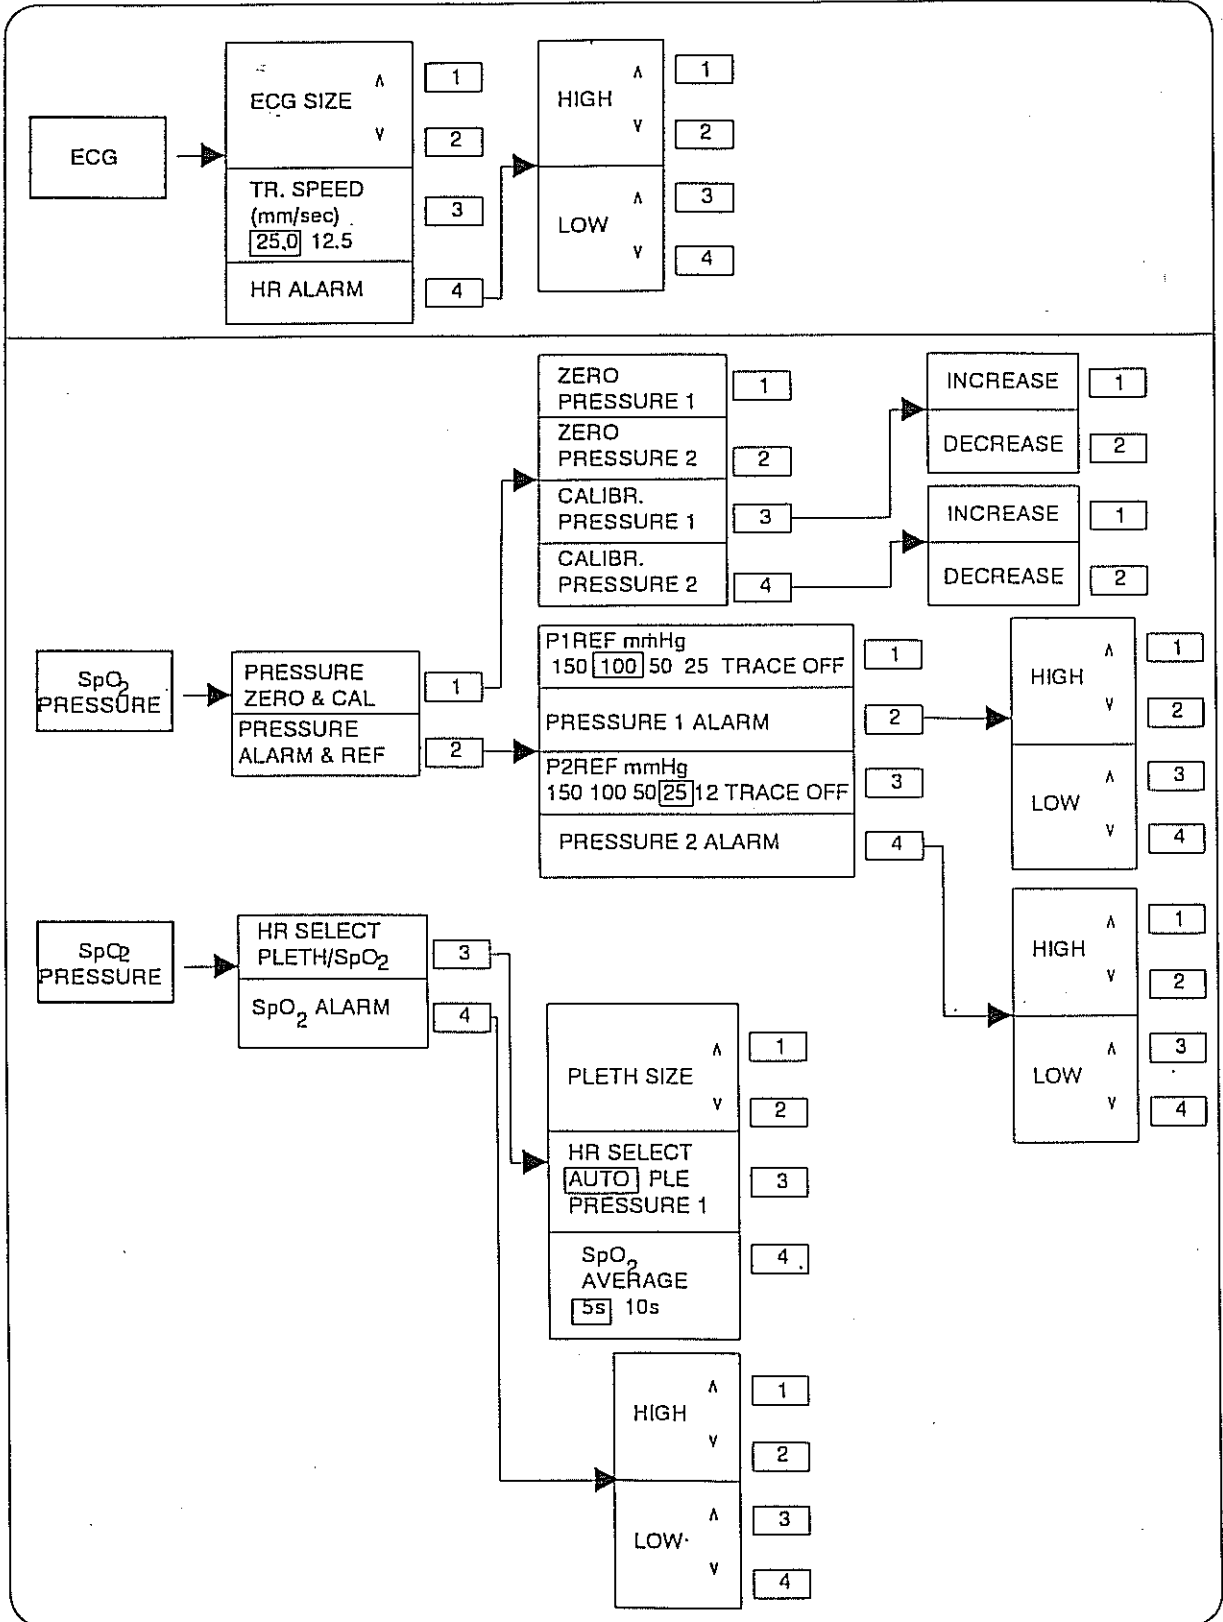 ECG
ECG SIZE
∧
∨
1
2
TR. SPEED
(mm/sec)
25.0 12.5
3
HR ALARM
4
HIGH
∧
∨
1
2
LOW
∧
∨
3
4
SpO2
PRESSURE
PRESSURE
ZERO & CAL
1
PRESSURE
ALARM & REF
2
ZERO
PRESSURE 1
1
ZERO
PRESSURE 2
2
CALIBR.
PRESSURE 1
3
CALIBR.
PRESSURE 2
4
INCREASE
1
DECREASE
2
INCREASE
1
DECREASE
2
P1REF mmHg
150 100 50 25 TRACE OFF
1
PRESSURE 1 ALARM
2
P2REF mmHg
150 100 50 25 12 TRACE OFF
3
PRESSURE 2 ALARM
4
HIGH
∧
∨
1
2
LOW
∧
∨
3
4
HIGH
∧
∨
1
2
LOW
∧
∨
3
4
SpO2
PRESSURE
HR SELECT
PLETH/SpO2
3
SpO2 ALARM
4
PLETH SIZE
∧
∨
1
2
HR SELECT
AUTO PLE
PRESSURE 1
3
SpO2
AVERAGE
5s 10s
4
HIGH
∧
∨
1
2
LOW
∧
∨
3
4